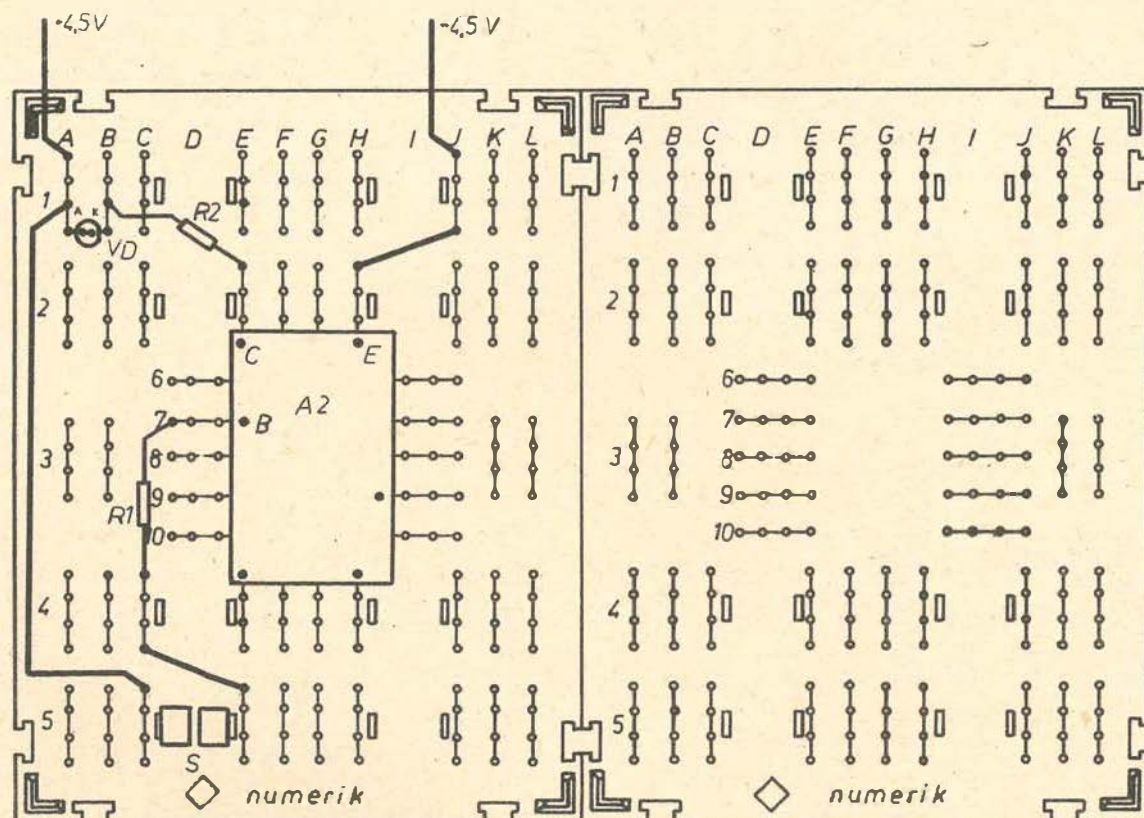 -4,5V -4,5V
A B C D E F G H I J K L A B C D E F G H I J K L
1 A K R2 1
VD
2 2
C E
6 6
A2
7 B 7
3 8 3 8
9 9
R1
10 10
4 4
5 5
S
numerik numerik